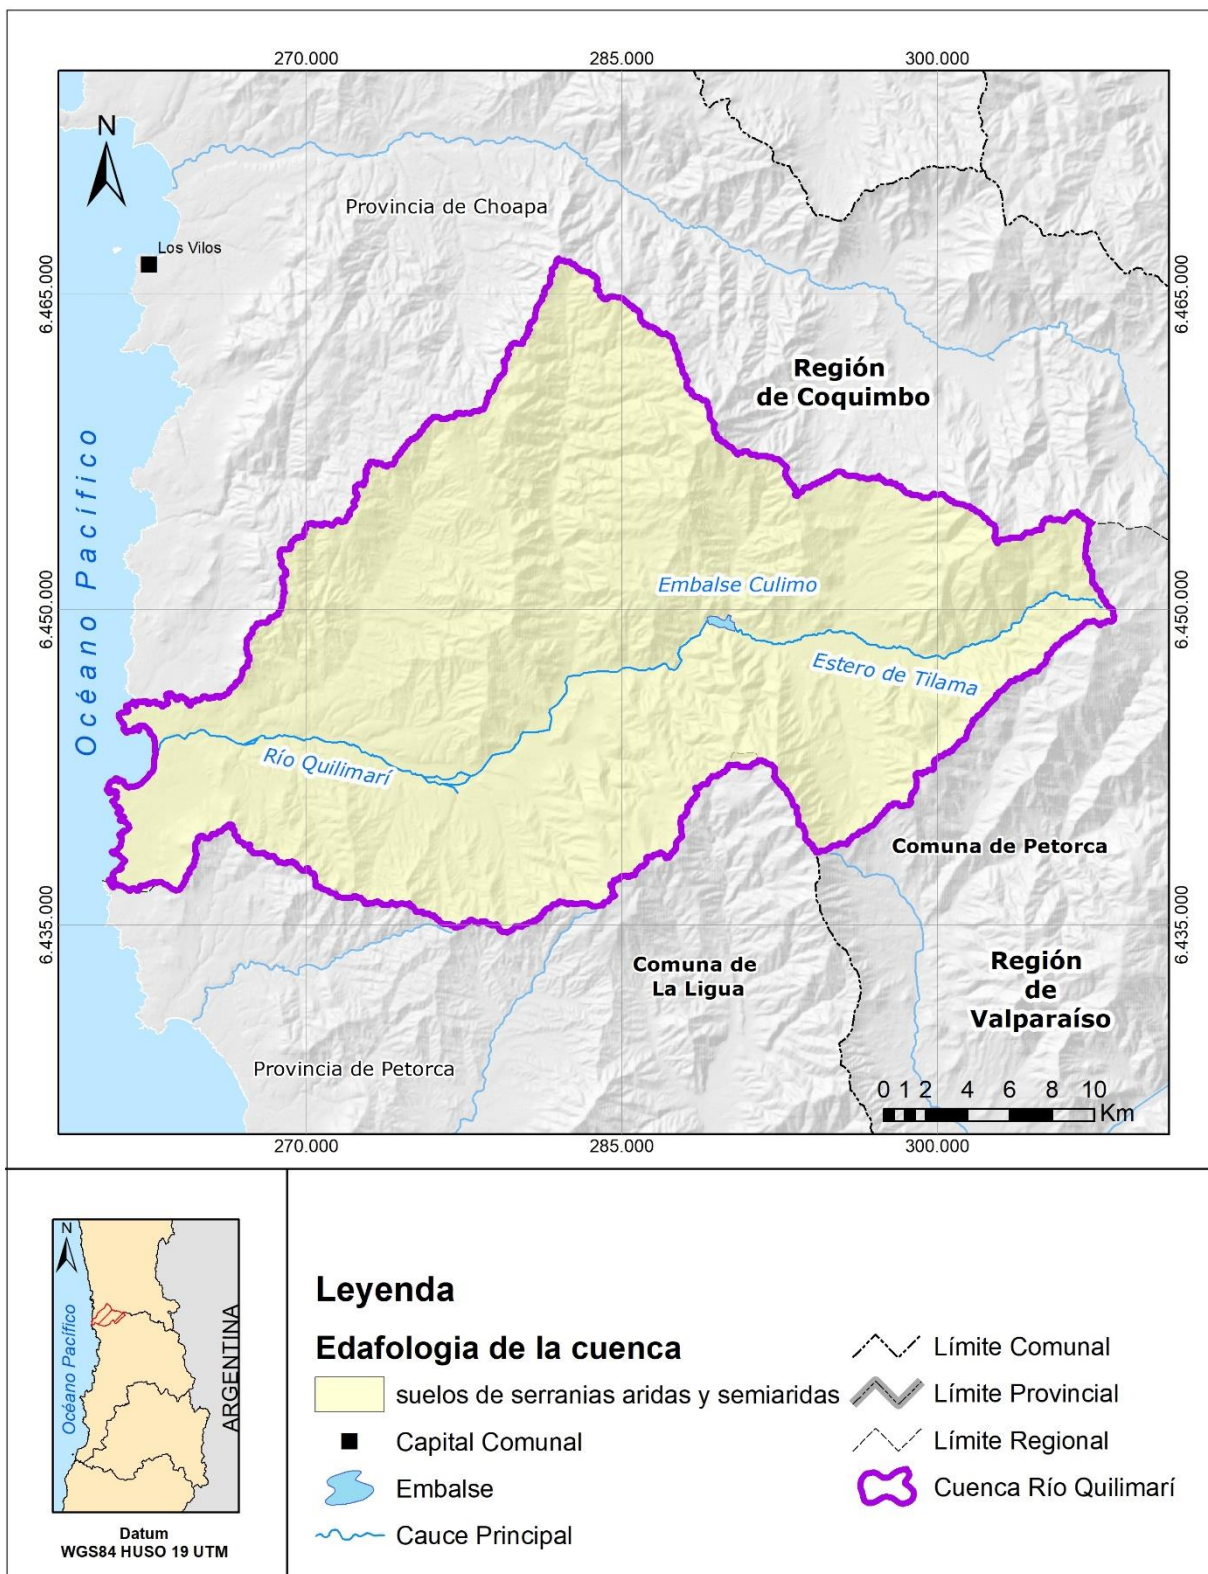 270.000
285.000
300.000
N
Provincia de Choapa
Los Vilos
6.465.000
6.465.000
Región
de Coquimbo
Océano Pacífico
Embalse Culimo
6.450.000
6.450.000
Estero de Tilama
Río Quilimarí
Comuna de Petorca
6.435.000
6.435.000
Comuna de
La Ligua
Región
de
Valparaíso
Provincia de Petorca
0 1 2 4 6 8 10
Km
270.000
285.000
300.000
N
Océano Pacífico
ARGENTINA
Datum
WGS84 HUSO 19 UTM
Leyenda
Edafologia de la cuenca
suelos de serranias aridas y semiaridas
Capital Comunal
Embalse
Cauce Principal
Límite Comunal
Límite Provincial
Límite Regional
Cuenca Río Quilimarí